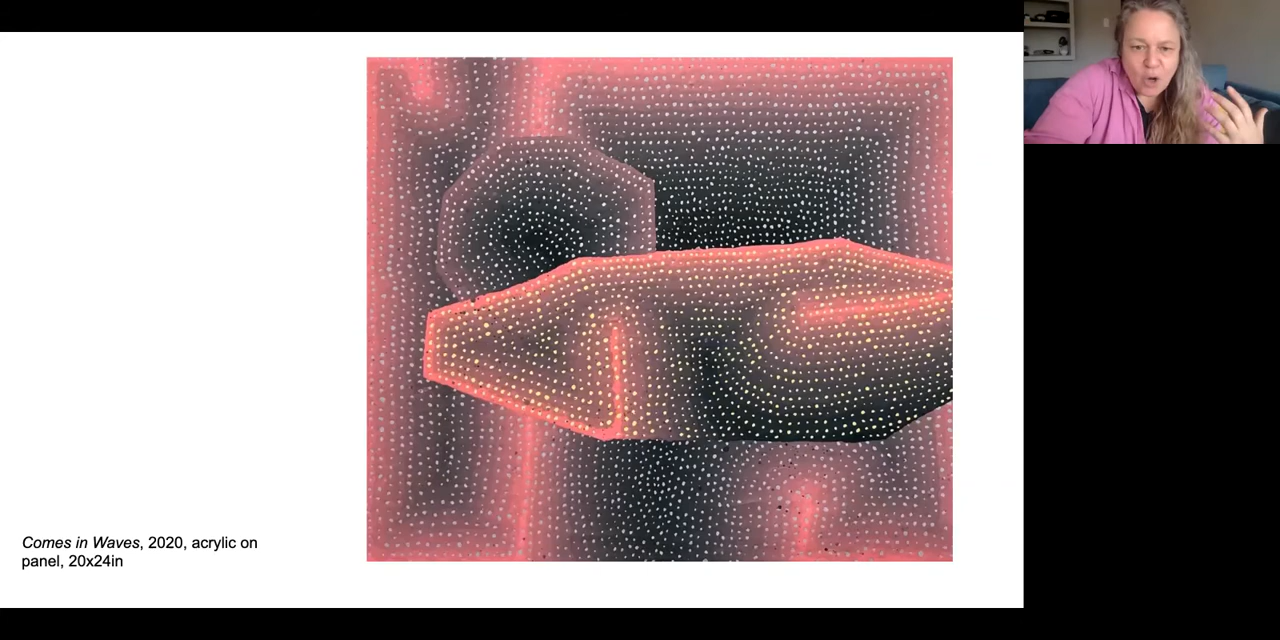 Comes in Waves, 2020, acrylic on
panel, 20x24in